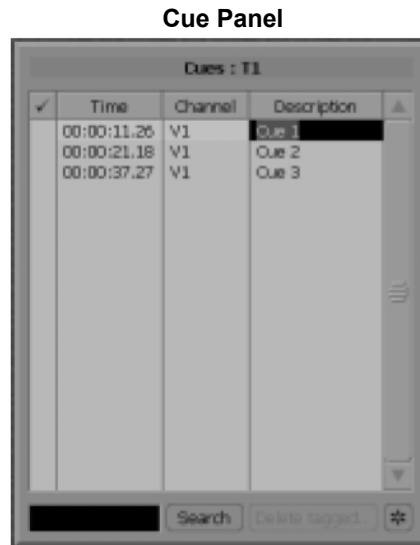 Cue Panel
Cues : T1
✓ Time Channel Description
00:00:11.26 V1 Cue 1
00:00:21.18 V1 Cue 2
00:00:37.27 V1 Cue 3
Search Delete tagged... *